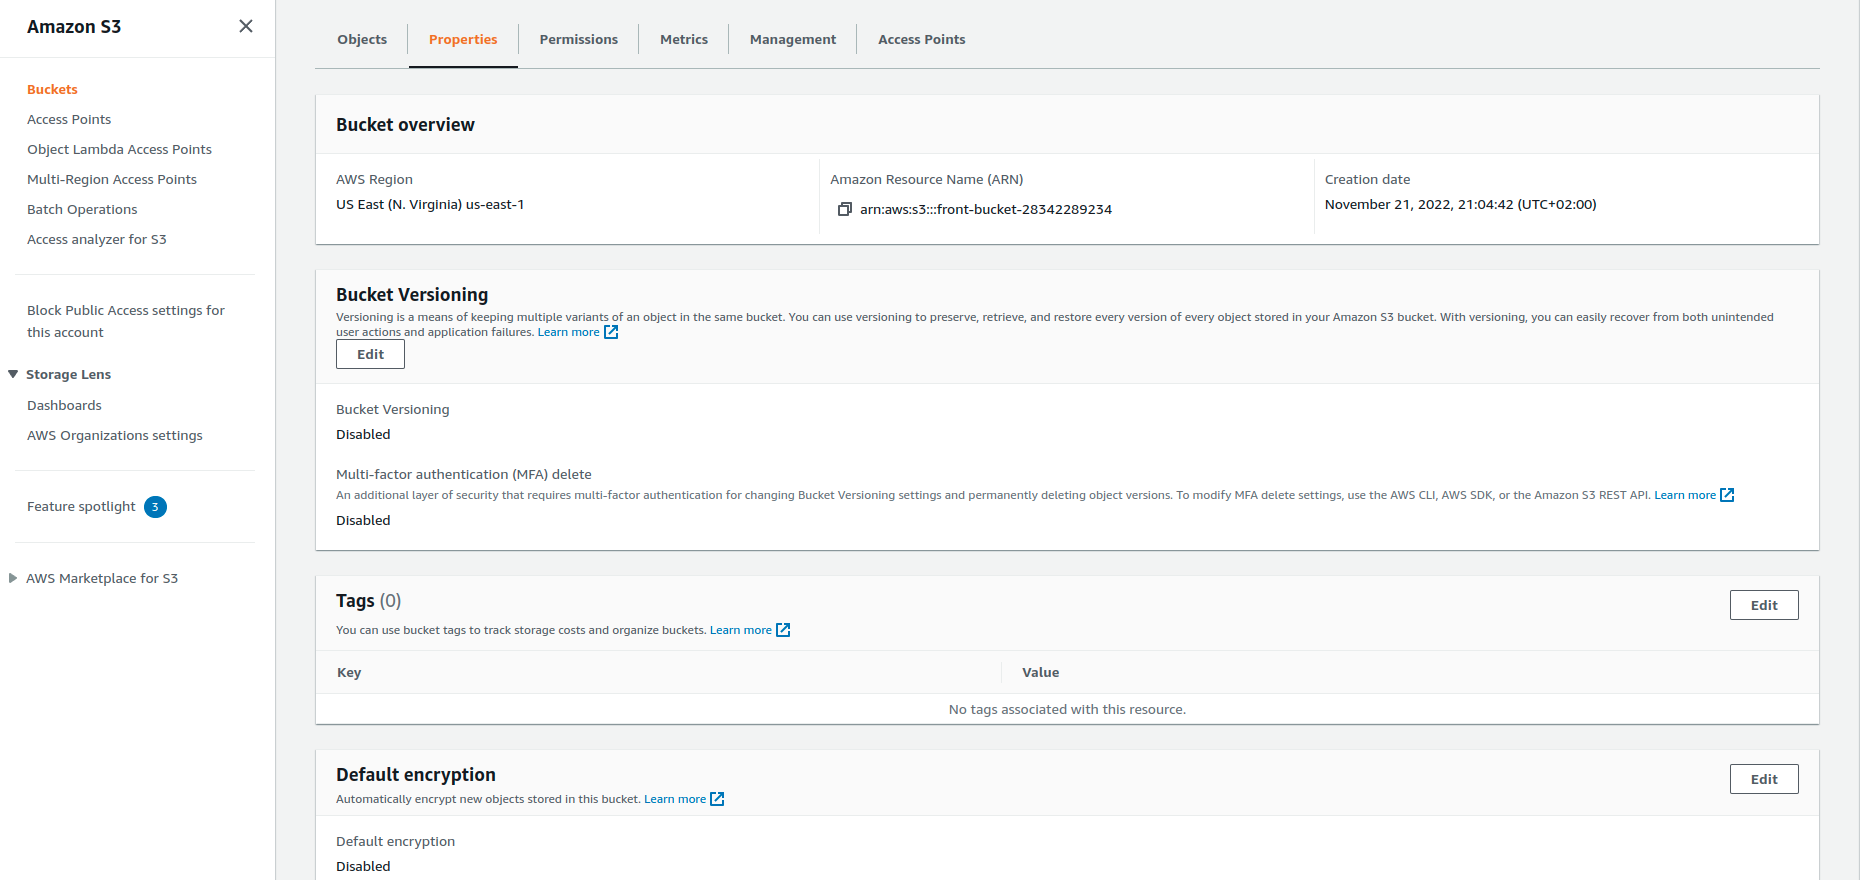 Amazon S3
Buckets
Access Points
Object Lambda Access Points
Multi-Region Access Points
Batch Operations
Access analyzer for S3
Block Public Access settings for
this account
Storage Lens
Dashboards
AWS Organizations settings
Feature spotlight 3
AWS Marketplace for S3
Objects Properties Permissions Metrics Management Access Points
Bucket overview
AWS Region
US East (N. Virginia) us-east-1
Amazon Resource Name (ARN)
arn:aws:s3:::front-bucket-28342289234
Creation date
November 21, 2022, 21:04:42 (UTC+02:00)
Bucket Versioning
Versioning is a means of keeping multiple variants of an object in the same bucket. You can use versioning to preserve, retrieve, and restore every version of every object stored in your Amazon S3 bucket. With versioning, you can easily recover from both unintended
user actions and application failures. Learn more
Edit
Bucket Versioning
Disabled
Multi-factor authentication (MFA) delete
An additional layer of security that requires multi-factor authentication for changing Bucket Versioning settings and permanently deleting object versions. To modify MFA delete settings, use the AWS CLI, AWS SDK, or the Amazon S3 REST API. Learn more
Disabled
Tags (0)
Edit
You can use bucket tags to track storage costs and organize buckets. Learn more
Key Value
No tags associated with this resource.
Default encryption
Edit
Automatically encrypt new objects stored in this bucket. Learn more
Default encryption
Disabled